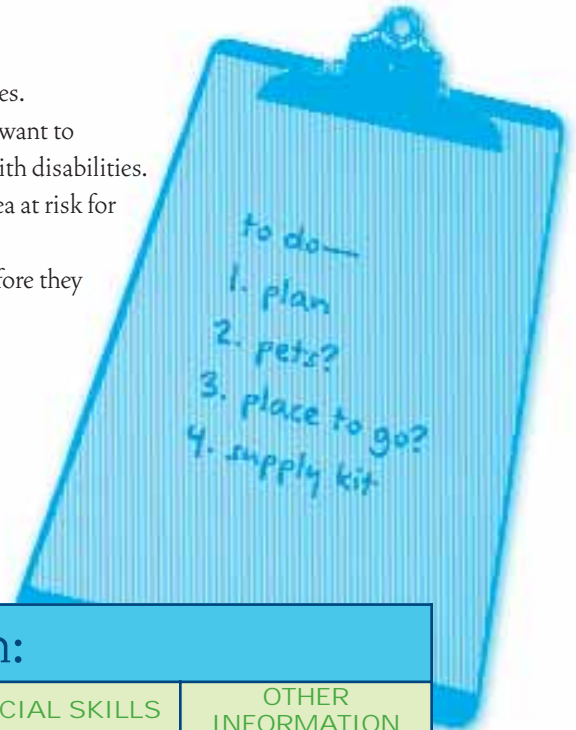 es.
want to
ith disabilities.
ea at risk for
fore they
to do—
1. plan
2. pets?
3. place to go?
4. supply kit
n:
CIAL SKILLS
OTHER
INFORMATION